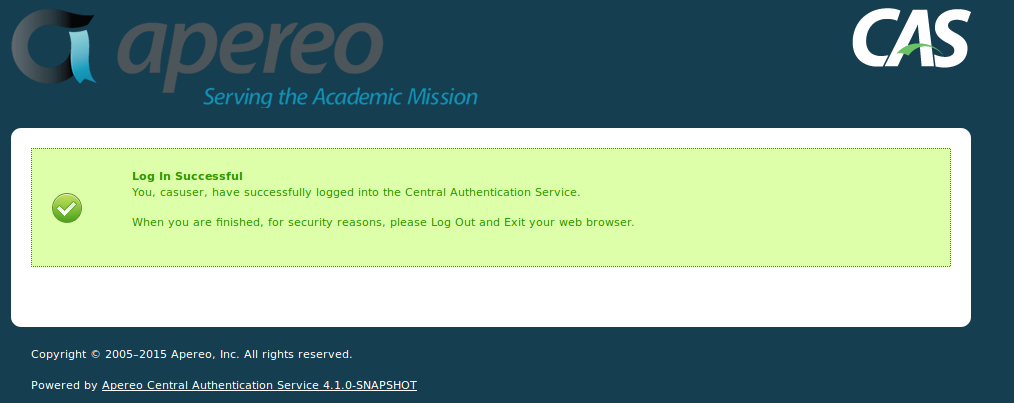 apereo
CAS
Serving the Academic Mission
Log In Successful
You, casuser, have successfully logged into the Central Authentication Service.
When you are finished, for security reasons, please Log Out and Exit your web browser.
Copyright © 2005–2015 Apereo, Inc. All rights reserved.
Powered by Apereo Central Authentication Service 4.1.0-SNAPSHOT